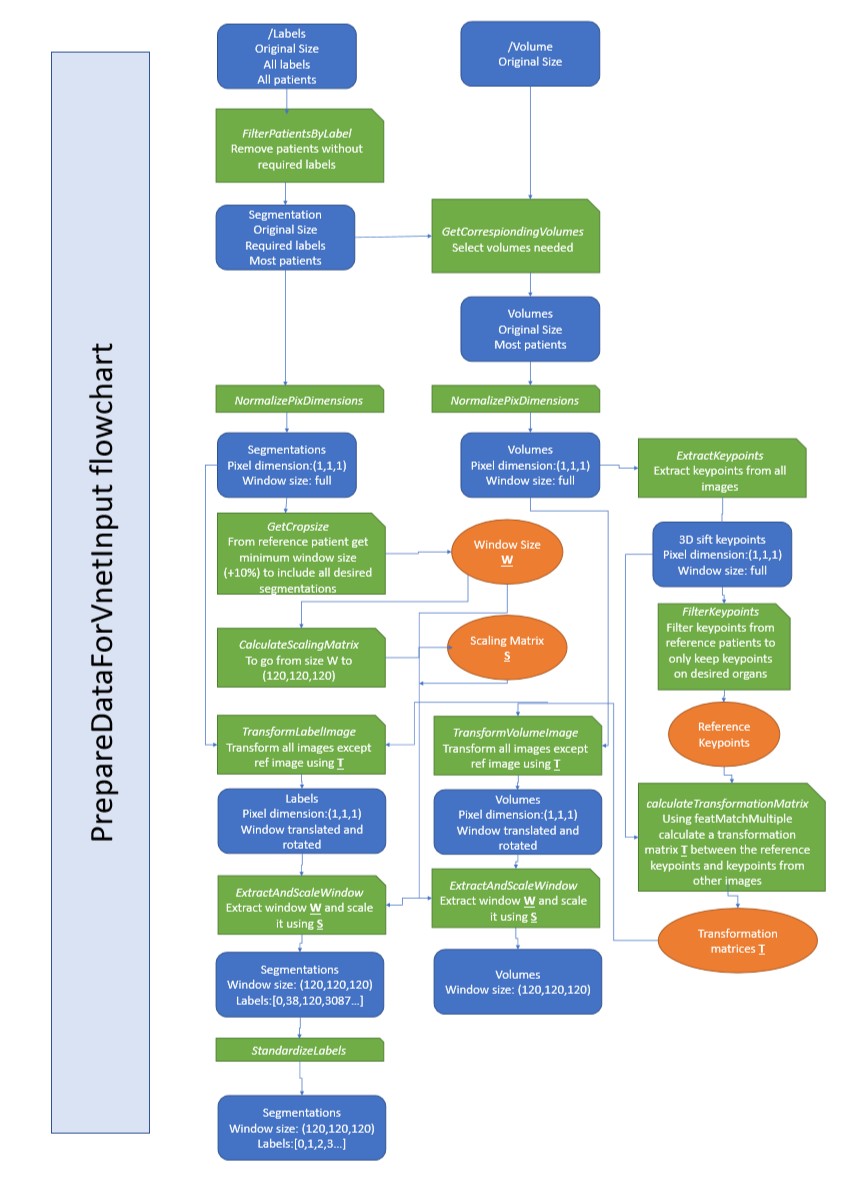 PrepareDataForVnetInput flowchart
/Labels
Original Size
All labels
All patients
/Volume
Original Size
FilterPatientsByLabel
Remove patients without
required labels
Segmentation
Original Size
Required labels
Most patients
GetCorrespiondingVolumes
Select volumes needed
Volumes
Original Size
Most patients
NormalizePixDimensions
NormalizePixDimensions
Segmentations
Pixel dimension:(1,1,1)
Window size: full
Volumes
Pixel dimension:(1,1,1)
Window size: full
ExtractKeypoints
Extract keypoints from all
images
GetCropsize
From reference patient get
minimum window size
(+10%) to include all desired
segmentations
Window Size
W
3D sift keypoints
Pixel dimension:(1,1,1)
Window size: full
FilterKeypoints
Filter keypoints from
reference patients to
only keep keypoints
on desired organs
CalculateScalingMatrix
To go from size W to
(120,120,120)
Scaling Matrix
S
Reference
Keypoints
TransformLabelImage
Transform all images except
ref image using T
TransformVolumeImage
Transform all images except
ref image using T
calculateTransformationMatrix
Using featMatchMultiple
calculate a transformation
matrix T between the reference
keypoints and keypoints from
other images
Labels
Pixel dimension:(1,1,1)
Window translated and
rotated
Volumes
Pixel dimension:(1,1,1)
Window translated and
rotated
ExtractAndScaleWindow
Extract window W and scale
it using S
ExtractAndScaleWindow
Extract window W and scale
it using S
Transformation
matrices T
Segmentations
Window size: (120,120,120)
Labels:[0,38,120,3087...]
Volumes
Window size: (120,120,120)
StandardizeLabels
Segmentations
Window size: (120,120,120)
Labels:[0,1,2,3...]